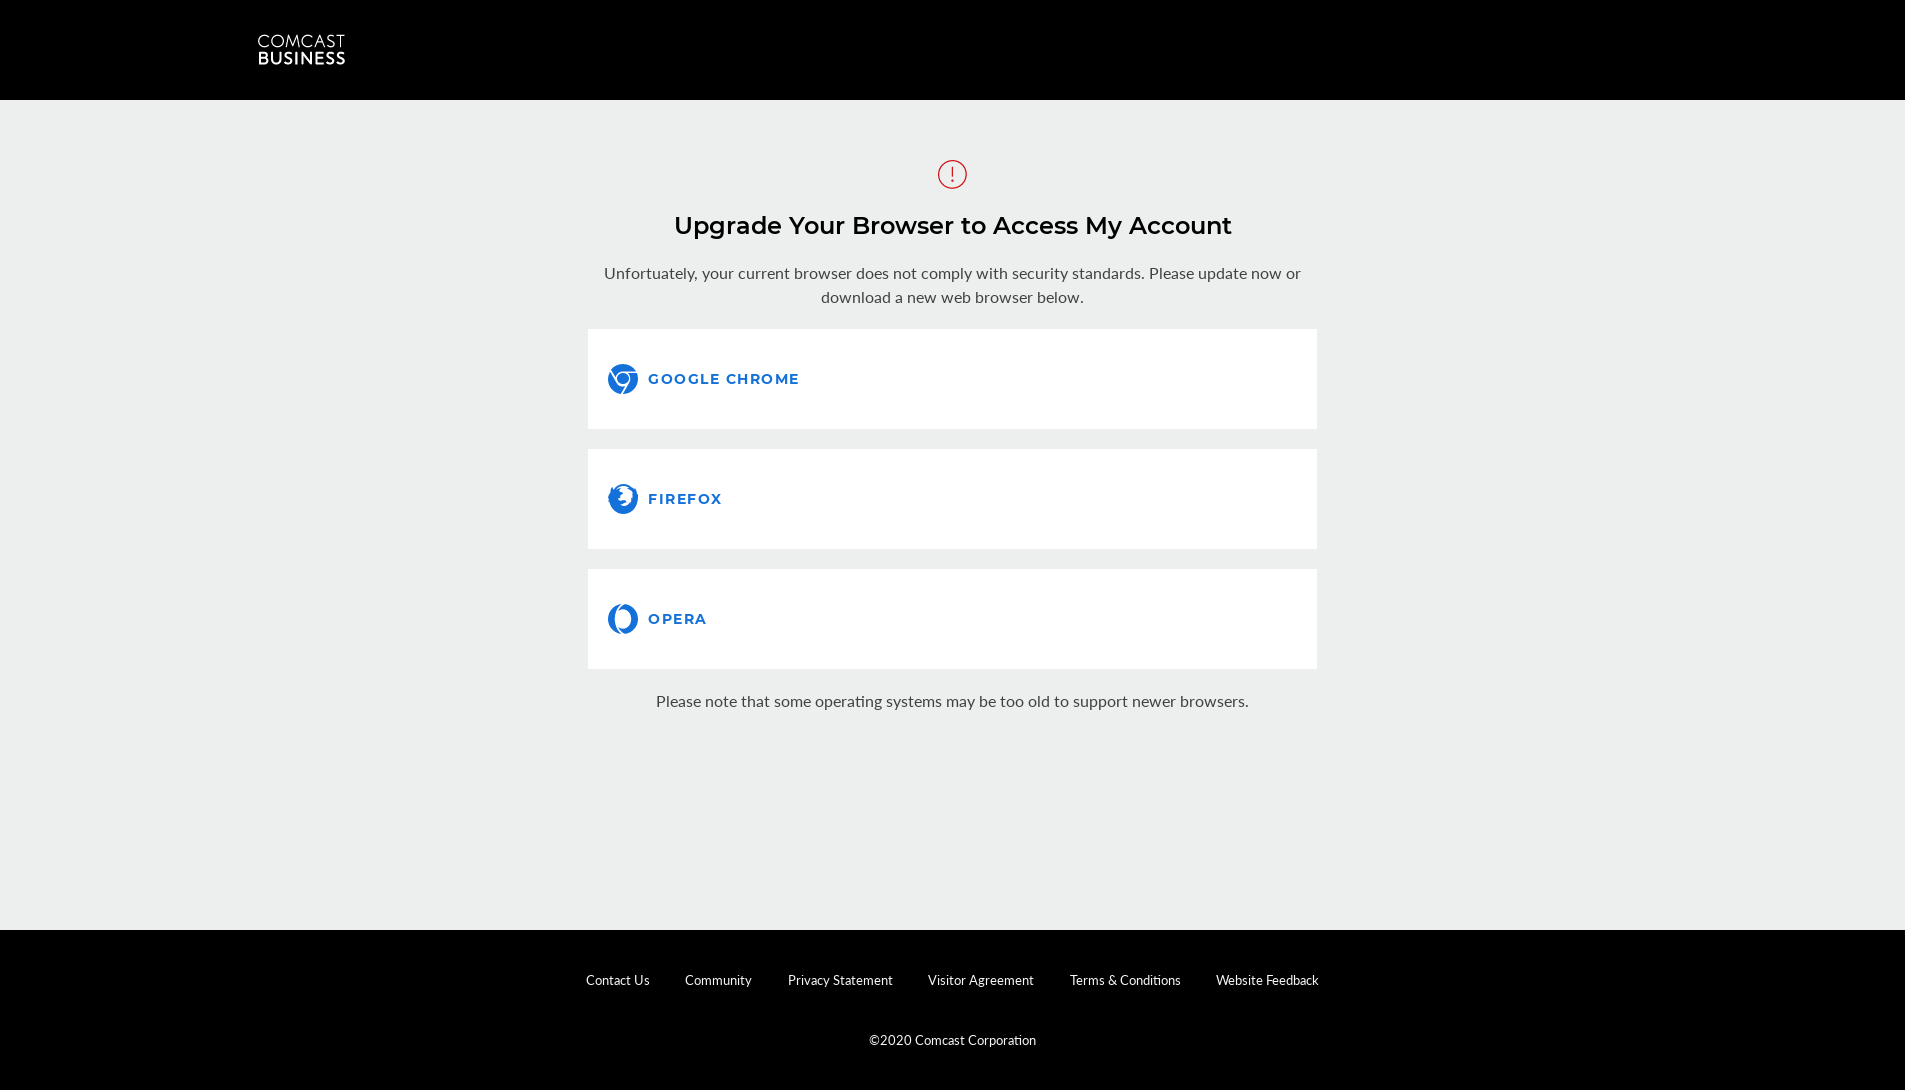 COMCAST
BUSINESS
Upgrade Your Browser to Access My Account
Unfortuately, your current browser does not comply with security standards. Please update now or
download a new web browser below.
GOOGLE CHROME
FIREFOX
OPERA
Please note that some operating systems may be too old to support newer browsers.
Contact Us Community Privacy Statement Visitor Agreement Terms & Conditions Website Feedback
©2020 Comcast Corporation